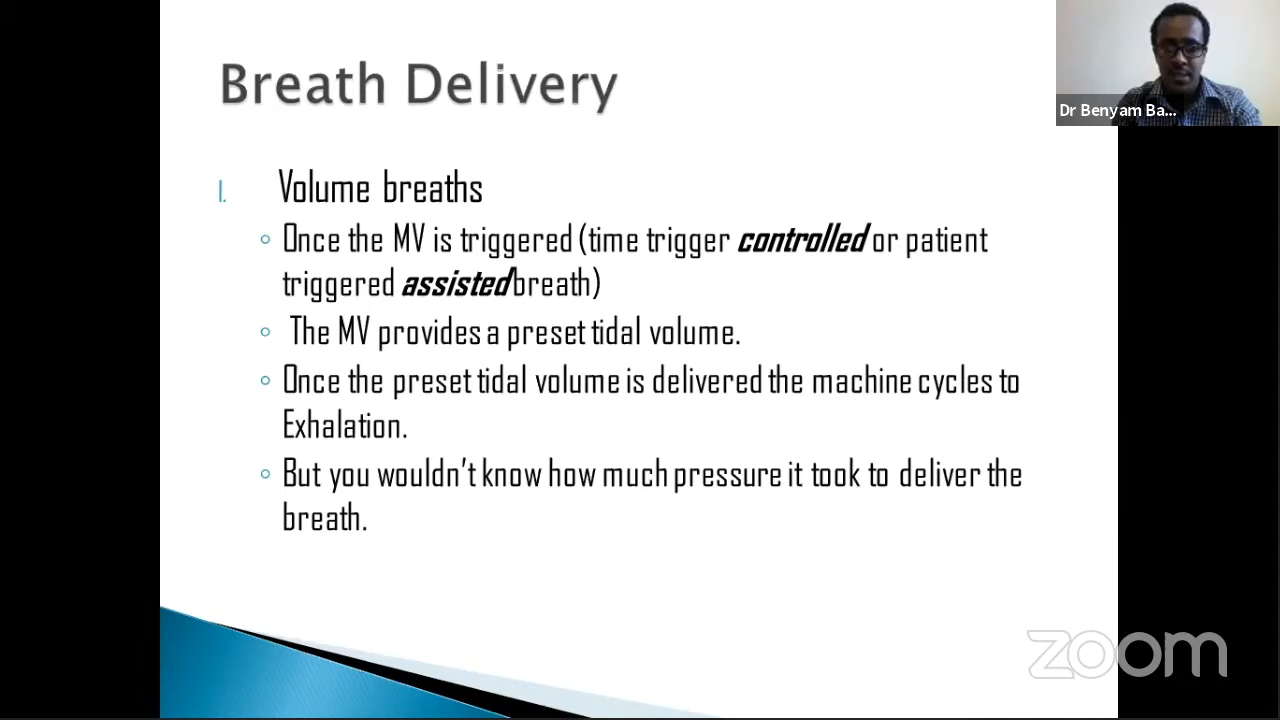 Breath Delivery
Dr Benyam Ba...
I. Volume breaths
◦ Once the MV is triggered (time trigger controlled or patient
triggered assisted breath)
◦ The MV provides a preset tidal volume.
◦ Once the preset tidal volume is delivered the machine cycles to
Exhalation.
◦ But you wouldn't know how much pressure it took to deliver the
breath.
zoom